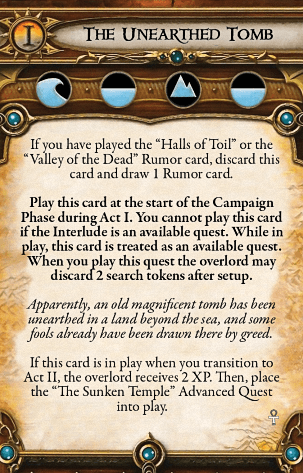 I
The Unearthed Tomb
If you have played the “Halls of Toil” or the
“Valley of the Dead” Rumor card, discard this
card and draw 1 Rumor card.
Play this card at the start of the Campaign
Phase during Act I. You cannot play this card
if the Interlude is an available quest. While in
play, this card is treated as an available quest.
When you play this quest the overlord may
discard 2 search tokens after setup.
Apparently, an old magnificent tomb has been
unearthed in a land beyond the sea, and some
fools already have been drawn there by greed.
If this card is in play when you transition to
Act II, the overlord receives 2 XP. Then, place
the “The Sunken Temple” Advanced Quest
into play.